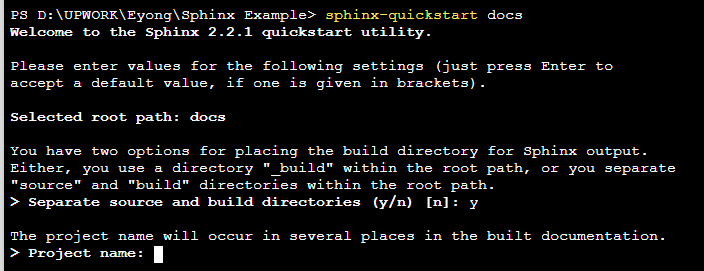 PS D:\UPWORK\Eyong\Sphinx Example> sphinx-quickstart docs
Welcome to the Sphinx 2.2.1 quickstart utility.
Please enter values for the following settings (just press Enter to
accept a default value, if one is given in brackets).
Selected root path: docs
You have two options for placing the build directory for Sphinx output.
Either, you use a directory "_build" within the root path, or you separate
"source" and "build" directories within the root path.
> Separate source and build directories (y/n) [n]: y
The project name will occur in several places in the built documentation.
> Project name: